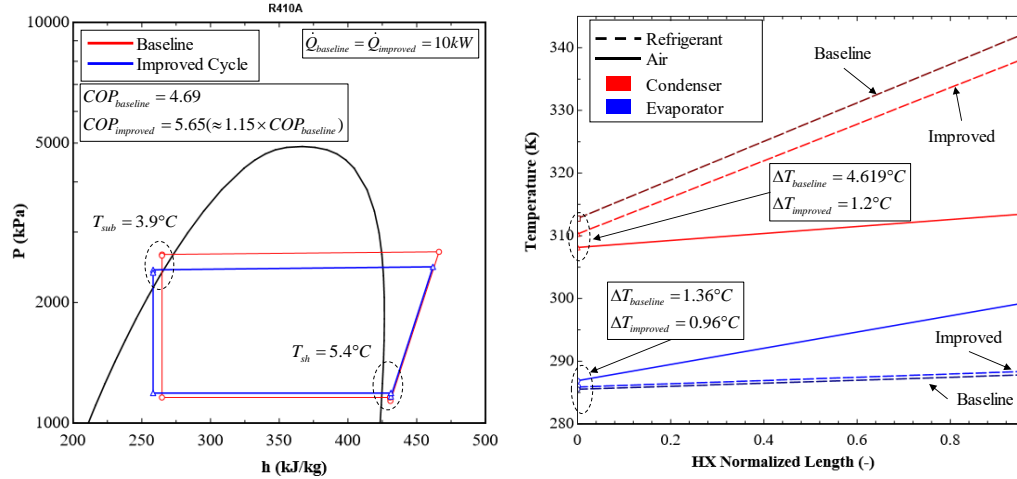 R410A
Baseline
Improved Cycle
Q̇baseline = Q̇improved = 10kW
COPbaseline = 4.69
COPimproved = 5.65(≈1.15×COPbaseline)
Tsub = 3.9°C
Tsh = 5.4°C
P (kPa)
10000
5000
2000
1000
200 250 300 350 400 450 500
h (kJ/kg)
Refrigerant
Air
Condenser
Evaporator
Baseline
Improved
ΔTbaseline = 4.619°C
ΔTimproved = 1.2°C
ΔTbaseline = 1.36°C
ΔTimproved = 0.96°C
Improved
Baseline
Temperature (K)
340
330
320
310
300
290
280
0 0.2 0.4 0.6 0.8
HX Normalized Length (-)